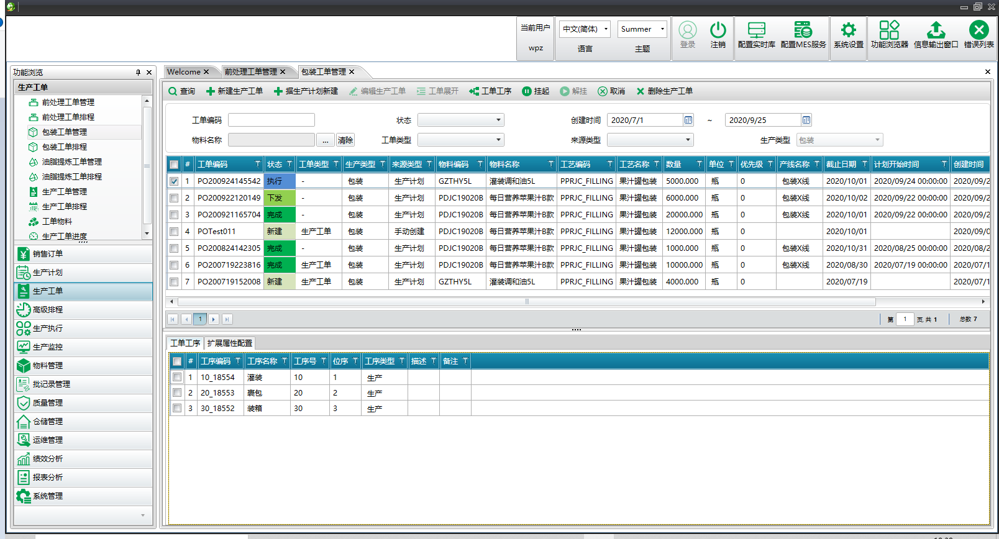 当前用户
wpz
中文(简体)
语言
Summer
主题
登录
注销
配置实时库
配置MES服务
系统设置
功能浏览器
信息输出窗口
错误列表
功能浏览
生产工单
前处理工单管理
前处理工单排程
包装工单管理
包装工单排程
油脂提炼工单管理
油脂提炼工单排程
生产工单管理
生产工单排程
工单物料
生产工单进度
销售订单
生产计划
生产工单
高级排程
生产执行
生产监控
物料管理
批记录管理
质量管理
仓储管理
运维管理
绩效分析
报表分析
系统管理
Welcome
前处理工单管理
包装工单管理
查询 新建生产工单 据生产计划新建 编辑生产工单 工单展开 工单工序 挂起 解挂 取消 删除生产工单
工单编码 状态 创建时间 2020/7/1 ~ 2020/9/25
物料名称 ... 清除 工单类型 来源类型 生产类型 包装
# 工单编码 状态 工单类型 生产类型 来源类型 物料编码 物料名称 工艺编码 工艺名称 数量 单位 优先级 产线名称 截止日期 计划开始时间 创建时间
1 PO200924145542 执行 - 包装 生产计划 GZTHY5L 灌装调和油5L PPRJC_FILLING 果汁罐包装 5000.000 瓶 0 包装X线 2020/10/01 2020/09/24 00:00:00 2020/09/2
2 PO200922120149 下发 - 包装 生产计划 PDJC19020B 每日营养苹果汁B款 PPRJC_FILLING 果汁罐包装 6000.000 瓶 0 包装X线 2020/10/02 2020/09/22 00:00:00 2020/09/2
3 PO200921165704 完成 - 包装 生产计划 PDJC19020B 每日营养苹果汁B款 PPRJC_FILLING 果汁罐包装 20000.000 瓶 0 包装X线 2020/10/01 2020/09/22 00:00:00 2020/09/2
4 POTest011 新建 生产工单 包装 手动创建 PDJC19020B 每日营养苹果汁B款 PPRJC_FILLING 果汁罐包装 12000.000 瓶 0 2020/10/01 2020/09/0
5 PO200824142305 完成 - 包装 生产计划 PDJC19020B 每日营养苹果汁B款 PPRJC_FILLING 果汁罐包装 1000.000 瓶 0 包装X线 2020/10/31 2020/08/25 00:00:00 2020/08/2
6 PO200719223816 完成 生产工单 包装 生产计划 PDJC19020B 每日营养苹果汁B款 PPRJC_FILLING 果汁罐包装 10000.000 瓶 0 包装X线 2020/08/30 2020/07/19 00:00:00 2020/07/1
7 PO200719152008 新建 生产工单 包装 生产计划 GZTHY5L 灌装调和油5L PPRJC_FILLING 果汁罐包装 4000.000 瓶 0 2020/07/19 2020/07/1
1 第 1 页, 共 1 总数 7
工单工序 扩展属性配置
# 工序编码 工序名称 工序号 位序 工序类型 描述 备注
1 10_18554 灌装 10 1 生产
2 20_18553 裹包 20 2 生产
3 30_18552 装箱 30 3 生产